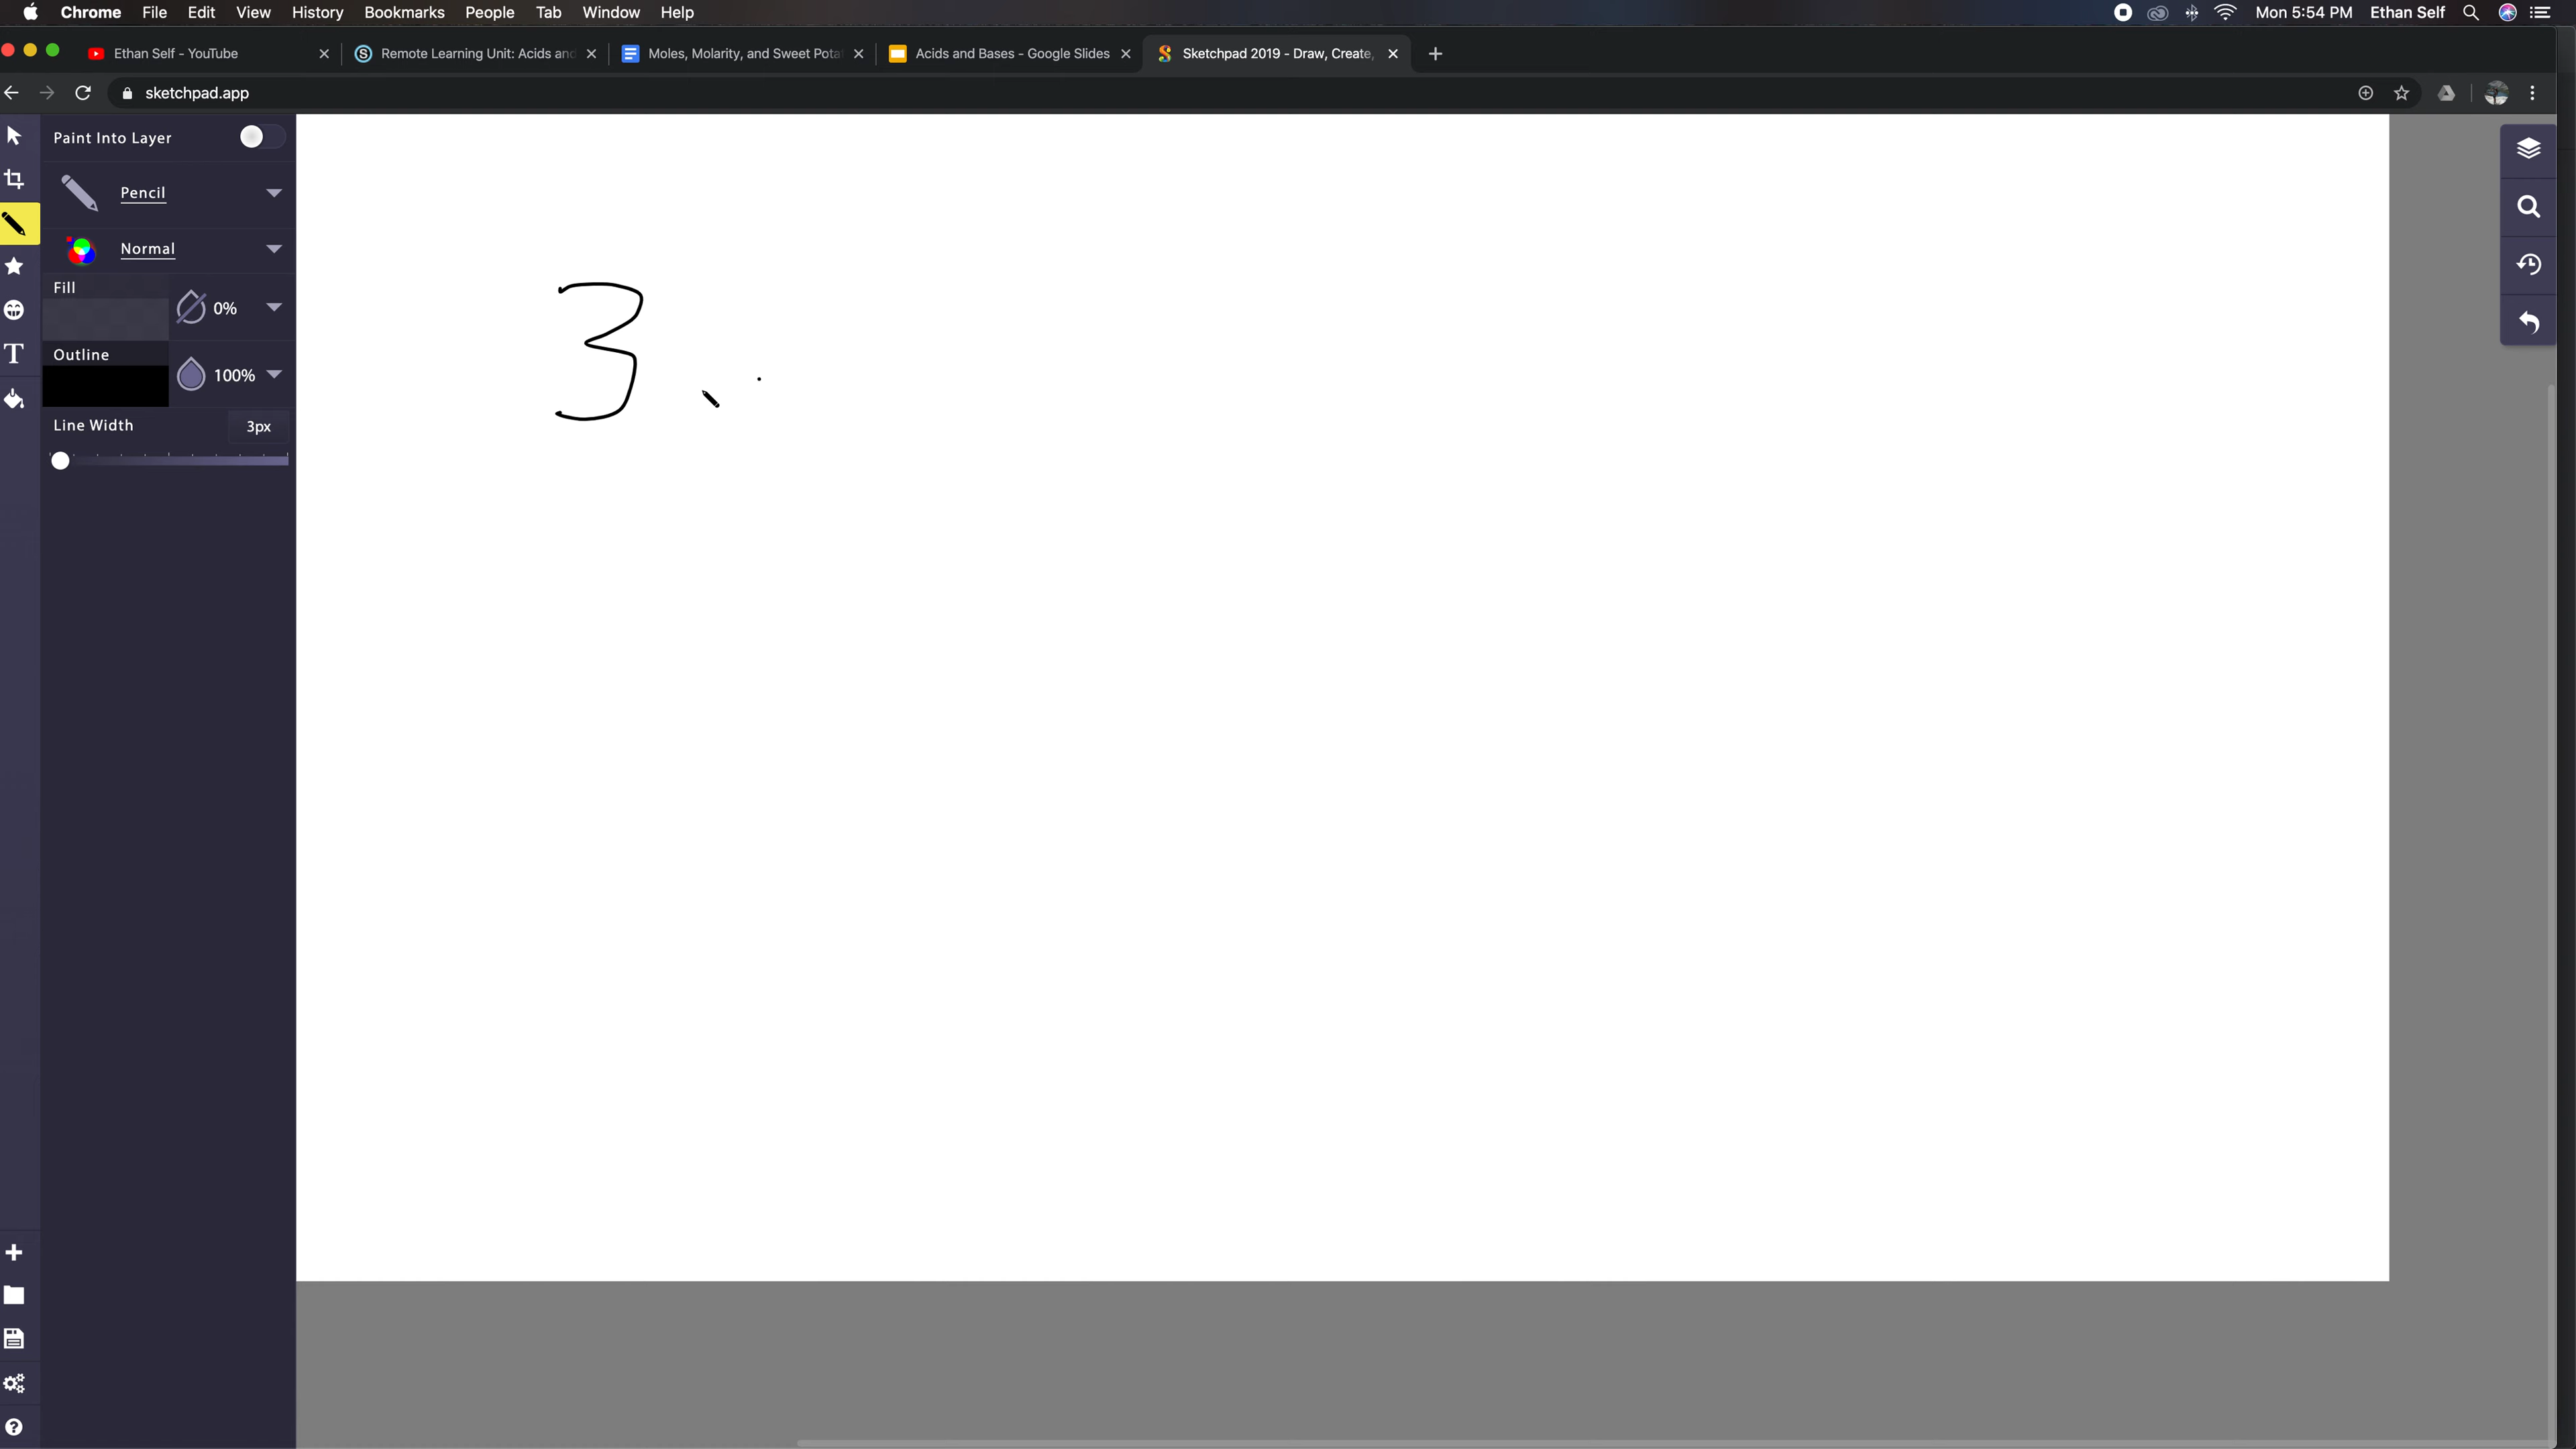 Chrome File Edit View History Bookmarks People Tab Window Help Mon 5:54 PM Ethan Self
Ethan Self - YouTube Remote Learning Unit: Acids and Moles, Molarity, and Sweet Pota Acids and Bases - Google Slides Sketchpad 2019 - Draw, Create,
sketchpad.app
Paint Into Layer
Pencil
Normal
Fill
0%
Outline
100%
Line Width 3px
3 .